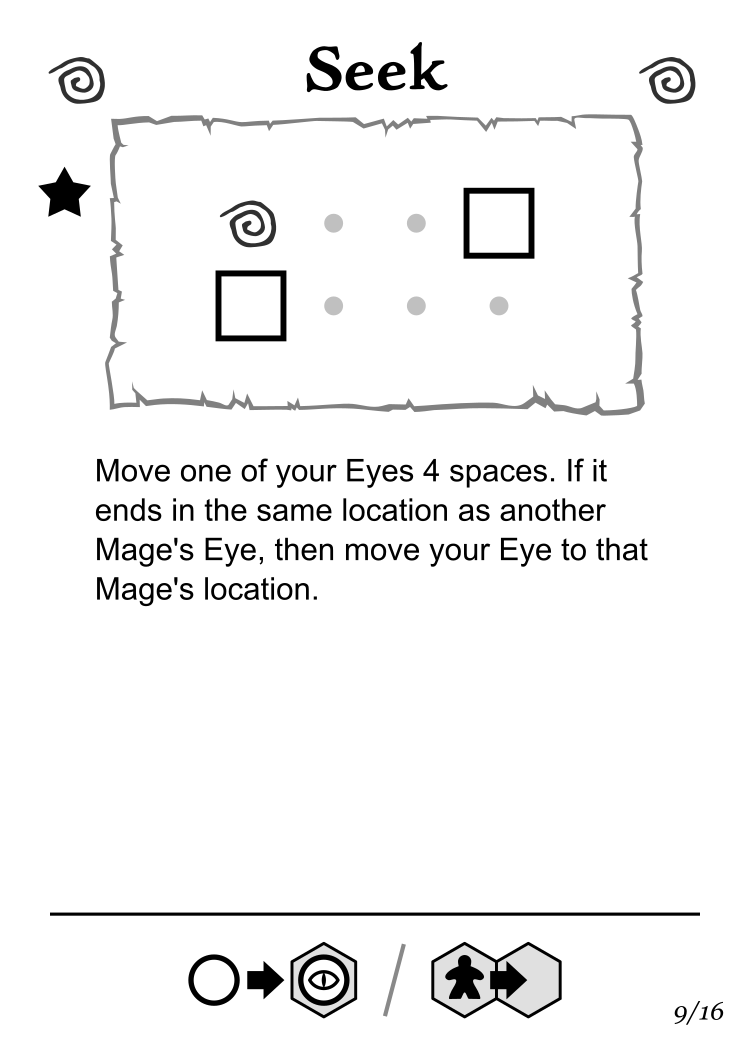 Seek
Move one of your Eyes 4 spaces. If it
ends in the same location as another
Mage's Eye, then move your Eye to that
Mage's location.
9/16